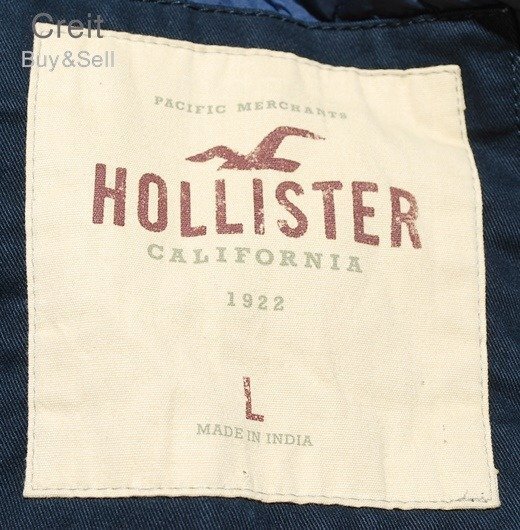 Creit
Buy&Sell
PACIFIC MERCHANTS
HOLLISTER
CALIFORNIA
1922
L
MADE IN INDIA